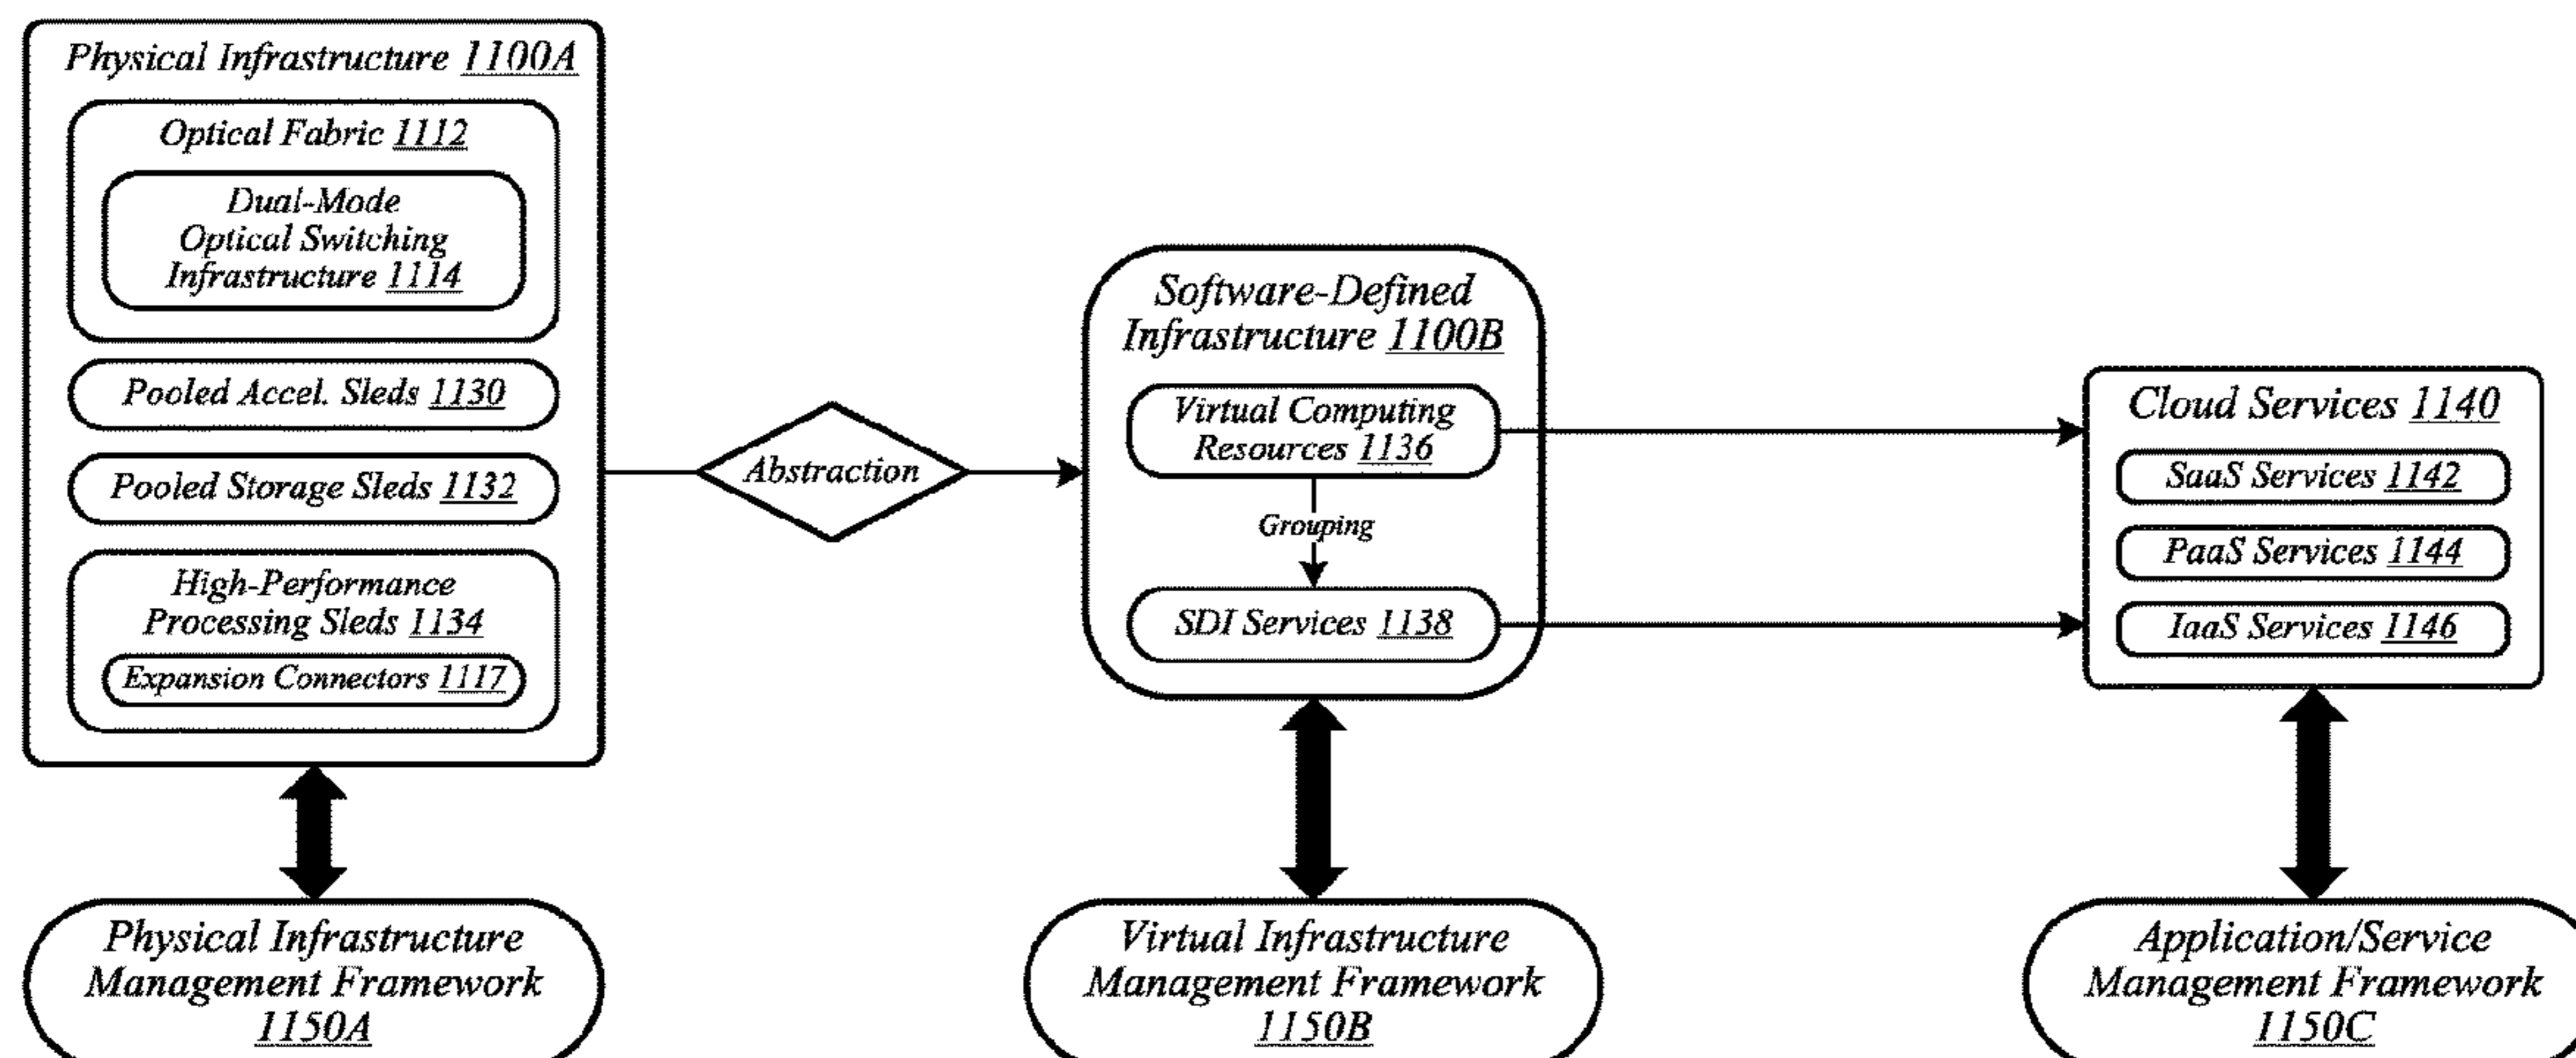 Physical Infrastructure 1100A
Optical Fabric 1112
Dual-Mode
Optical Switching
Infrastructure 1114
Pooled Accel. Sleds 1130
Pooled Storage Sleds 1132
High-Performance
Processing Sleds 1134
Expansion Connectors 1117
Abstraction
Software-Defined
Infrastructure 1100B
Virtual Computing
Resources 1136
Grouping
SDI Services 1138
Cloud Services 1140
SaaS Services 1142
PaaS Services 1144
IaaS Services 1146
Physical Infrastructure
Management Framework
1150A
Virtual Infrastructure
Management Framework
1150B
Application/Service
Management Framework
1150C